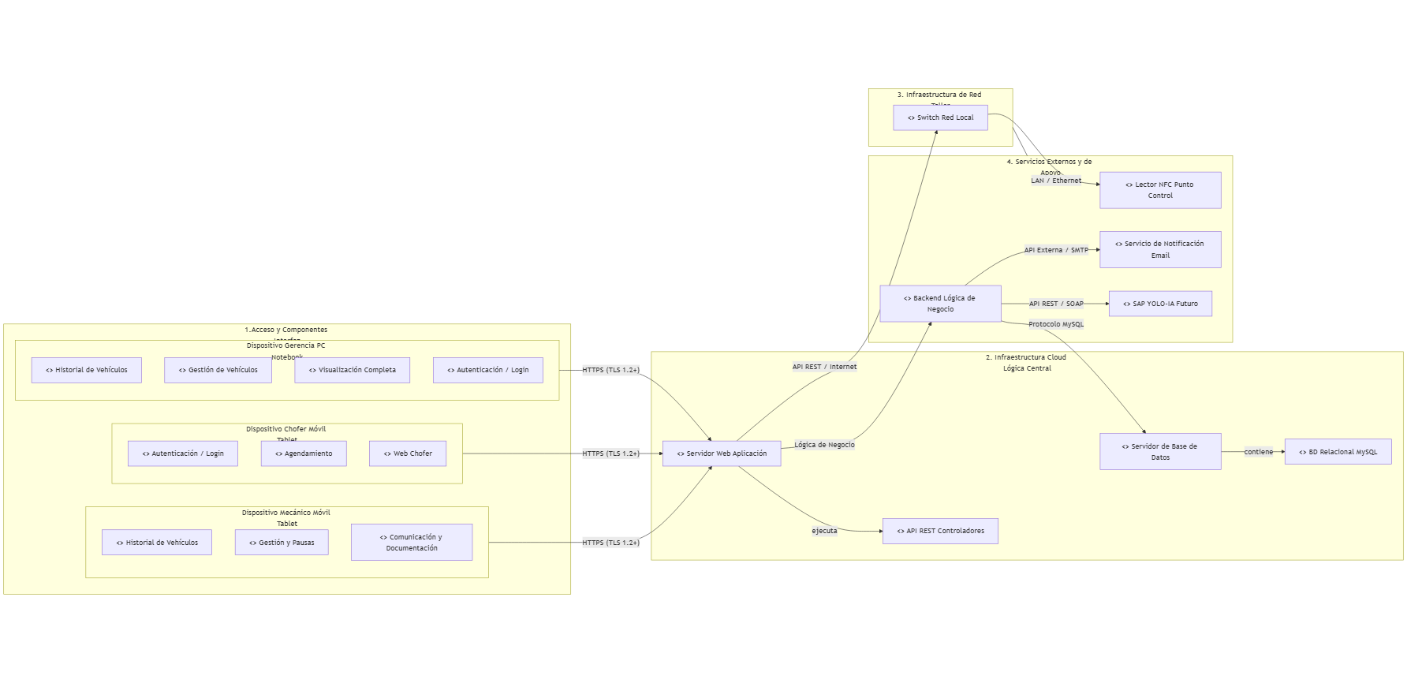 3. Infraestructura de Red
Taller
<> Switch Red Local
4. Servicios Externos y de
Apoyo
LAN / Ethernet
<> Lector NFC Punto
Control
API Externa / SMTP
<> Servicio de Notificación
Email
<> Backend Lógica de
Negocio
API REST / SOAP
<> SAP YOLO-IA Futuro
Protocolo MySQL
1.Acceso y Componentes
Interfaz
Dispositivo Gerencia PC
Notebook
<> Historial de Vehículos
<> Gestión de Vehículos
<> Visualización Completa
<> Autenticación / Login
HTTPS (TLS 1.2+)
Dispositivo Chofer Móvil
Tablet
<> Autenticación / Login
<> Agendamiento
<> Web Chofer
HTTPS (TLS 1.2+)
Dispositivo Mecánico Móvil
Tablet
<> Historial de Vehículos
<> Gestión y Pausas
<> Comunicación y
Documentación
HTTPS (TLS 1.2+)
2. Infraestructura Cloud
Lógica Central
API REST / Internet
<> Servidor Web Aplicación
Lógica de Negocio
<> Servidor de Base de
Datos
contiene
<> BD Relacional MySQL
ejecuta
<> API REST Controladores